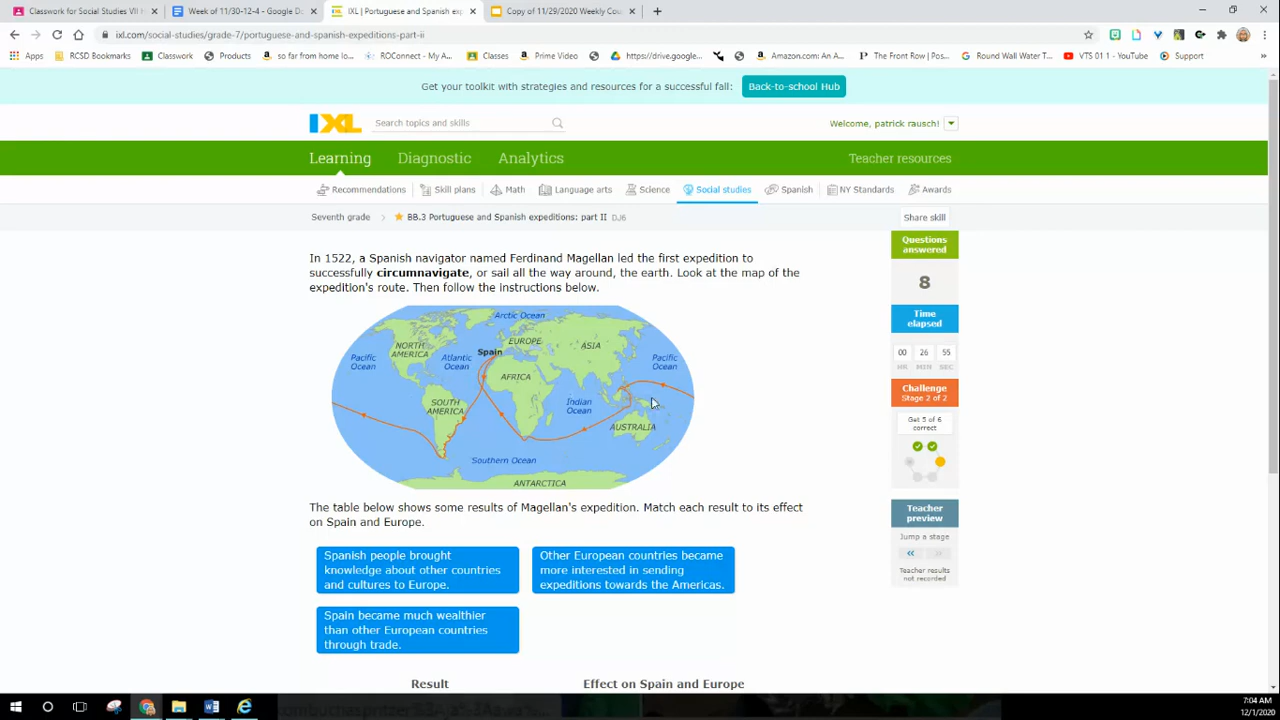 Classwork for Social Studies VII H
Week of 11/30-12-4 - Google Do
IXL | Portuguese and Spanish exp
Copy of 11/29/2020 Weekly Cou
ixl.com/social-studies/grade-7/portuguese-and-spanish-expeditions-part-ii
Apps
RCSD Bookmarks
Classwork
Products
so far from home lo...
ROConnect - My A...
Classes
Prime Video
https://drive.google...
Amazon.com: An A...
The Front Row | Pos...
Round Wall Water T...
VTS 01 1 - YouTube
Support
Get your toolkit with strategies and resources for a successful fall:
Back-to-school Hub
IXL
Search topics and skills
Welcome, patrick rausch!
Learning
Diagnostic
Analytics
Teacher resources
Recommendations
Skill plans
Math
Language arts
Science
Social studies
Spanish
NY Standards
Awards
Seventh grade
BB.3 Portuguese and Spanish expeditions: part II
DJ6
Share skill
In 1522, a Spanish navigator named Ferdinand Magellan led the first expedition to
successfully circumnavigate, or sail all the way around, the earth. Look at the map of the
expedition's route. Then follow the instructions below.
Arctic Ocean
NORTH
AMERICA
Pacific
Ocean
Atlantic
Ocean
Spain
EUROPE
ASIA
Pacific
Ocean
AFRICA
SOUTH
AMERICA
Indian
Ocean
AUSTRALIA
Southern Ocean
ANTARCTICA
The table below shows some results of Magellan's expedition. Match each result to its effect
on Spain and Europe.
Spanish people brought
knowledge about other countries
and cultures to Europe.
Other European countries became
more interested in sending
expeditions towards the Americas.
Spain became much wealthier
than other European countries
through trade.
Result
Effect on Spain and Europe
Questions
answered
8
Time
elapsed
00
26
55
HR
MIN
SEC
Challenge
Stage 2 of 2
Get 5 of 6
correct
Teacher
preview
Jump a stage
Teacher results
not recorded
7:04 AM
12/1/2020